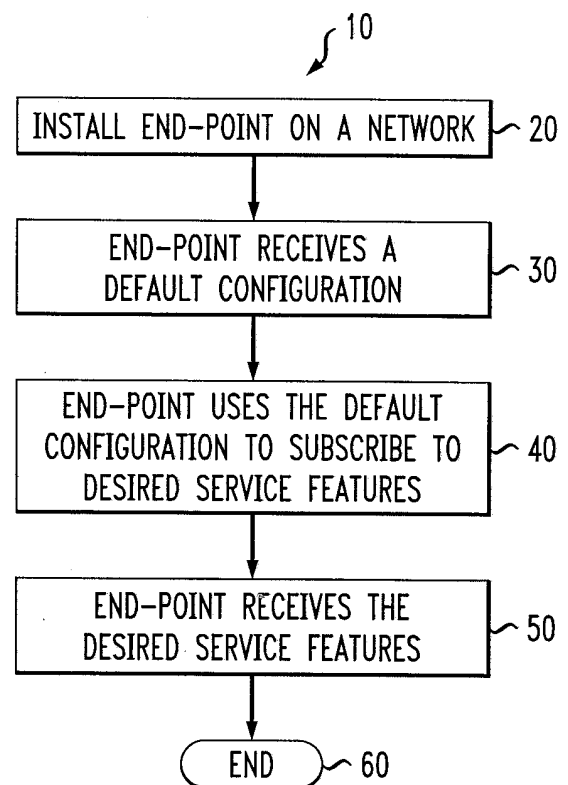 10
INSTALL END-POINT ON A NETWORK
20
END-POINT RECEIVES A
DEFAULT CONFIGURATION
30
END-POINT USES THE DEFAULT
CONFIGURATION TO SUBSCRIBE TO
DESIRED SERVICE FEATURES
40
END-POINT RECEIVES THE
DESIRED SERVICE FEATURES
50
END
60